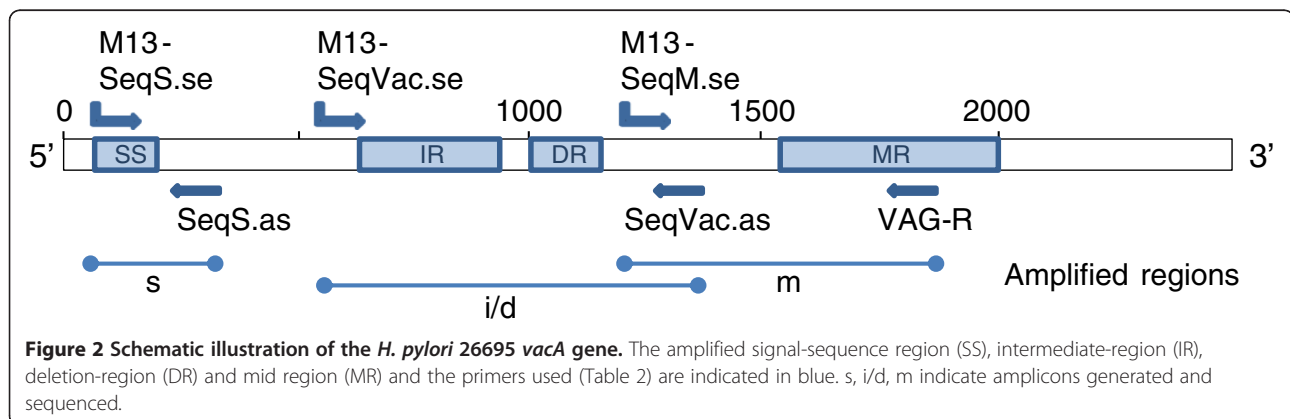 M13-
SeqS.se
M13-
SeqVac.se
M13-
SeqM.se
0
1000
1500
2000
5’
SS
IR
DR
MR
3’
SeqS.as
SeqVac.as
VAG-R
s
i/d
m
Amplified regions
Figure 2 Schematic illustration of the H. pylori 26695 vacA gene. The amplified signal-sequence region (SS), intermediate-region (IR),
deletion-region (DR) and mid region (MR) and the primers used (Table 2) are indicated in blue. s, i/d, m indicate amplicons generated and
sequenced.